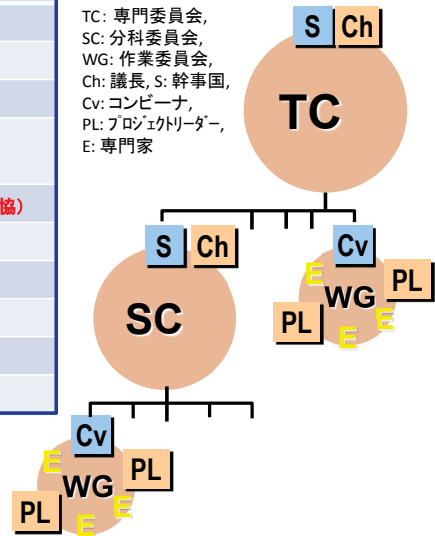 TC: 専門委員会,
SC: 分科委員会,
WG: 作業委員会,
Ch: 議長, S: 幹事国,
Cv: コンビーナ,
PL: プロジェクトリーダー,
E: 専門家
協)
S Ch
TC
S Ch
SC
Cv
E
WG
PL
PL
E
E
Cv
E
WG
PL
PL
E
E